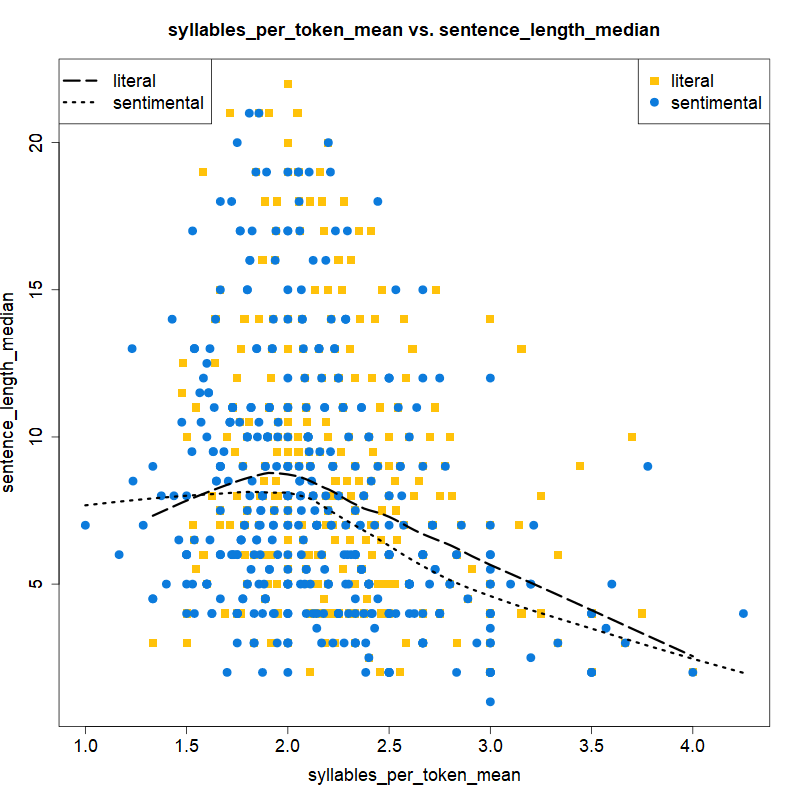 syllables_per_token_mean vs. sentence_length_median
literal
sentimental
literal
sentimental
sentence_length_median
20
15
10
5
1.0 1.5 2.0 2.5 3.0 3.5 4.0
syllables_per_token_mean